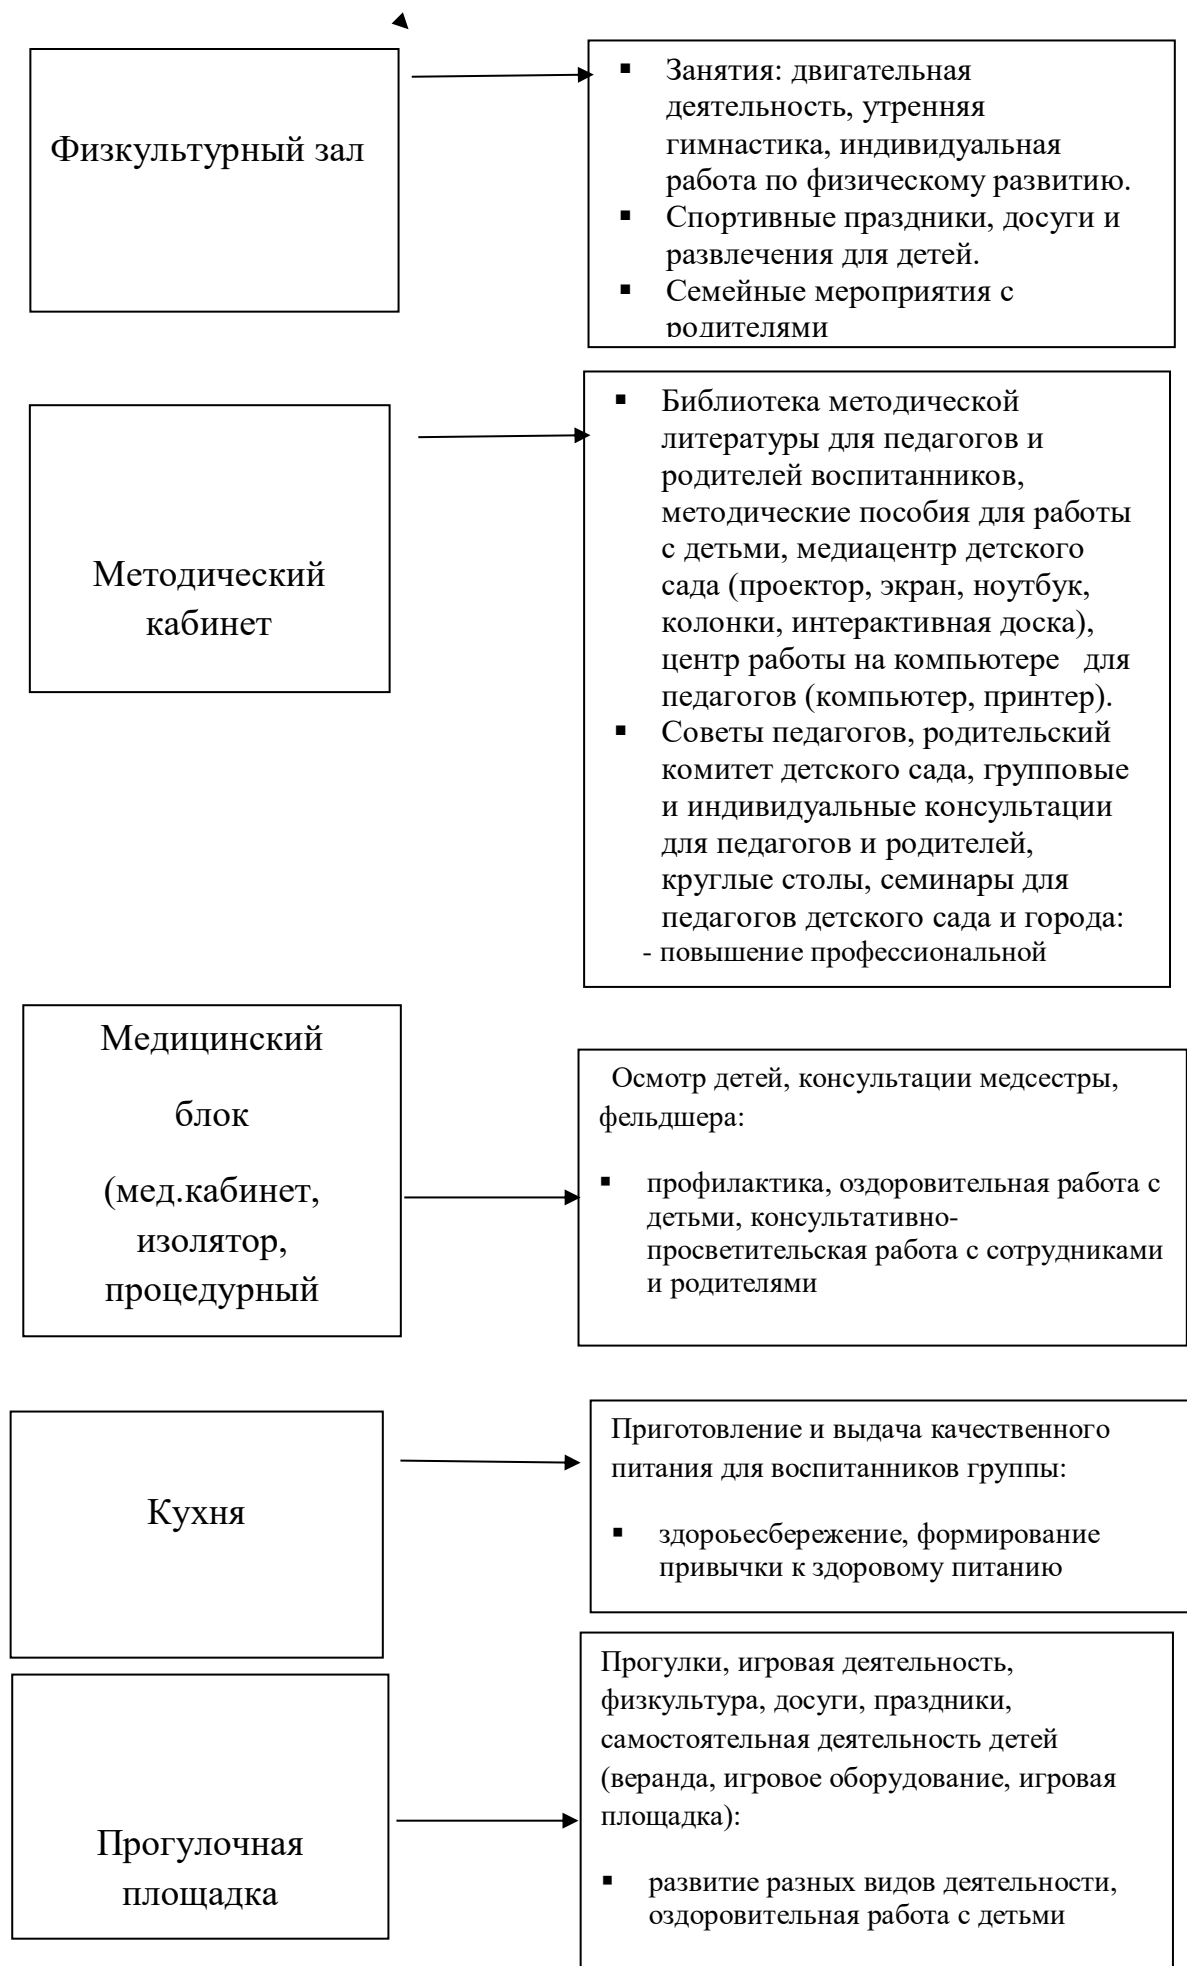 Физкультурный зал
▪ Занятия: двигательная
деятельность, утренняя
гимнастика, индивидуальная
работа по физическому развитию.
▪ Спортивные праздники, досуги и
развлечения для детей.
▪ Семейные мероприятия с
родителями
Методический
кабинет
▪ Библиотека методической
литературы для педагогов и
родителей воспитанников,
методические пособия для работы
с детьми, медиацентр детского
сада (проектор, экран, ноутбук,
колонки, интерактивная доска),
центр работы на компьютере для
педагогов (компьютер, принтер).
▪ Советы педагогов, родительский
комитет детского сада, групповые
и индивидуальные консультации
для педагогов и родителей,
круглые столы, семинары для
педагогов детского сада и города:
- повышение профессиональной
Медицинский
блок
(мед.кабинет,
изолятор,
процедурный
Осмотр детей, консультации медсестры,
фельдшера:
▪ профилактика, оздоровительная работа с
детьми, консультативно-
просветительская работа с сотрудниками
и родителями
Кухня
Приготовление и выдача качественного
питания для воспитанников группы:
▪ здороьесбережение, формирование
привычки к здоровому питанию
Прогулочная
площадка
Прогулки, игровая деятельность,
физкультура, досуги, праздники,
самостоятельная деятельность детей
(веранда, игровое оборудование, игровая
площадка):
▪ развитие разных видов деятельности,
оздоровительная работа с детьми